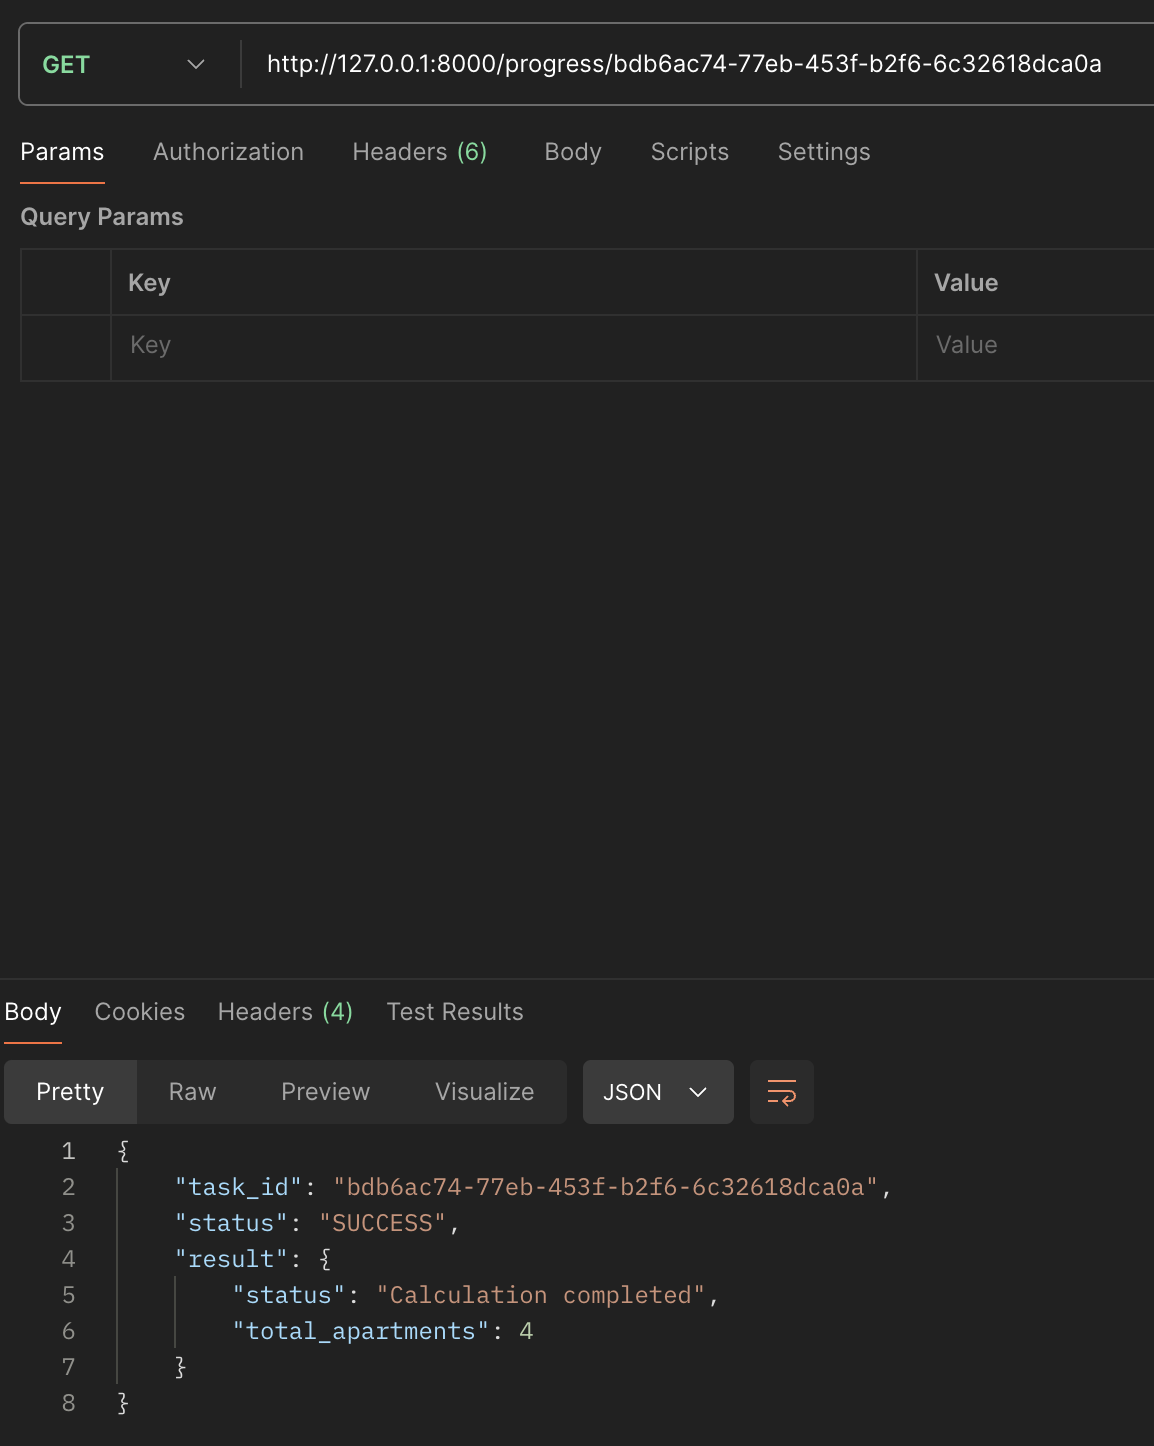 GET http://127.0.0.1:8000/progress/bdb6ac74-77eb-453f-b2f6-6c32618dca0a
Params Authorization Headers (6) Body Scripts Settings
Query Params
Key Value
Key Value
Body Cookies Headers (4) Test Results
Pretty Raw Preview Visualize JSON
1 {
2 "task_id": "bdb6ac74-77eb-453f-b2f6-6c32618dca0a",
3 "status": "SUCCESS",
4 "result": {
5 "status": "Calculation completed",
6 "total_apartments": 4
7 }
8 }